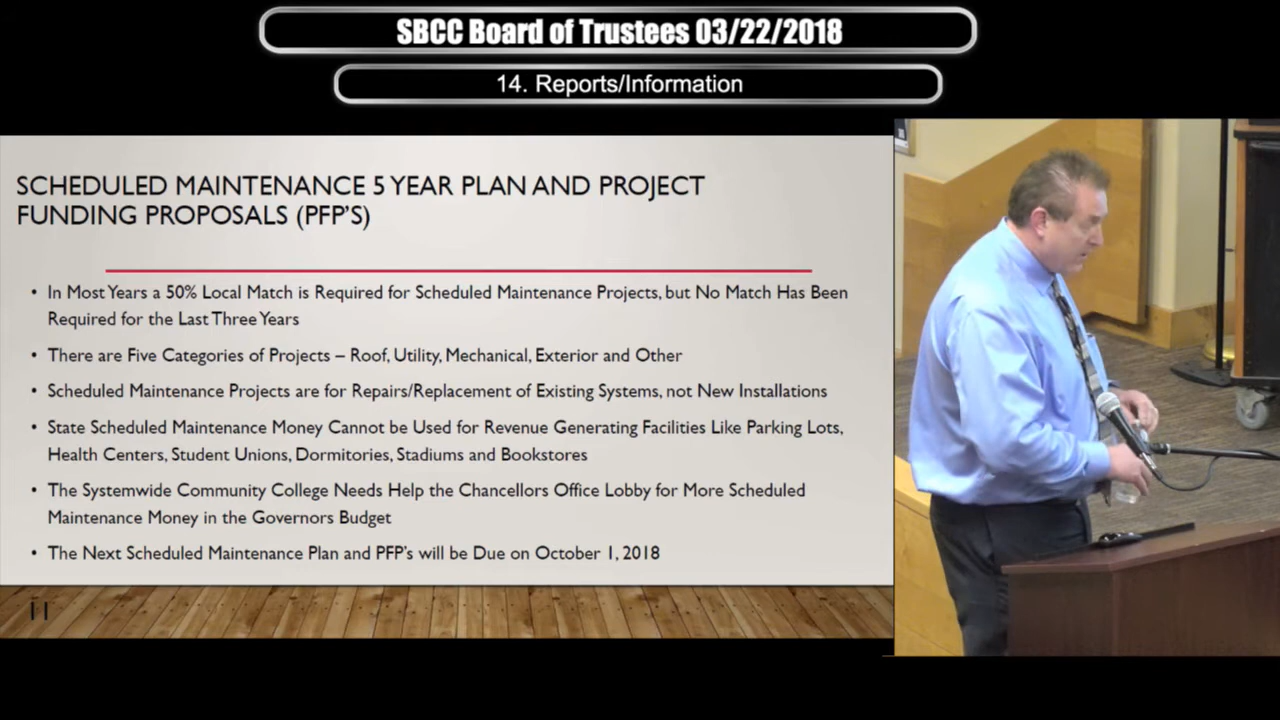 SBCC Board of Trustees 03/22/2018
14. Reports/Information
SCHEDULED MAINTENANCE 5 YEAR PLAN AND PROJECT
FUNDING PROPOSALS (PFP'S)
• In Most Years a 50% Local Match is Required for Scheduled Maintenance Projects, but No Match Has Been
Required for the Last Three Years
• There are Five Categories of Projects – Roof, Utility, Mechanical, Exterior and Other
• Scheduled Maintenance Projects are for Repairs/Replacement of Existing Systems, not New Installations
• State Scheduled Maintenance Money Cannot be Used for Revenue Generating Facilities Like Parking Lots,
Health Centers, Student Unions, Dormitories, Stadiums and Bookstores
• The Systemwide Community College Needs Help the Chancellors Office Lobby for More Scheduled
Maintenance Money in the Governors Budget
• The Next Scheduled Maintenance Plan and PFP's will be Due on October 1, 2018
11